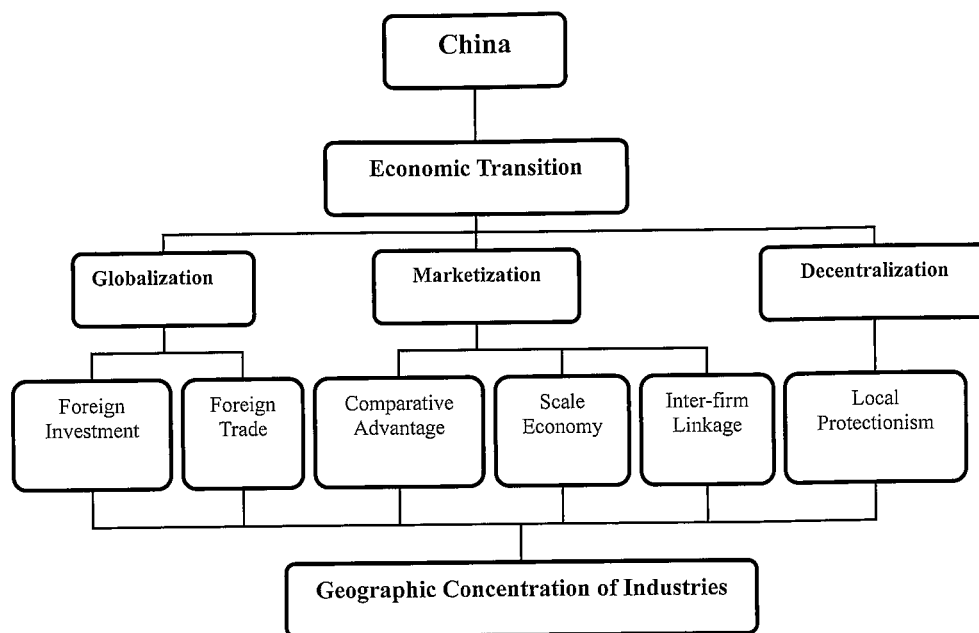 China
Economic Transition
Globalization
Marketization
Decentralization
Foreign
Investment
Foreign
Trade
Comparative
Advantage
Scale
Economy
Inter-firm
Linkage
Local
Protectionism
Geographic Concentration of Industries